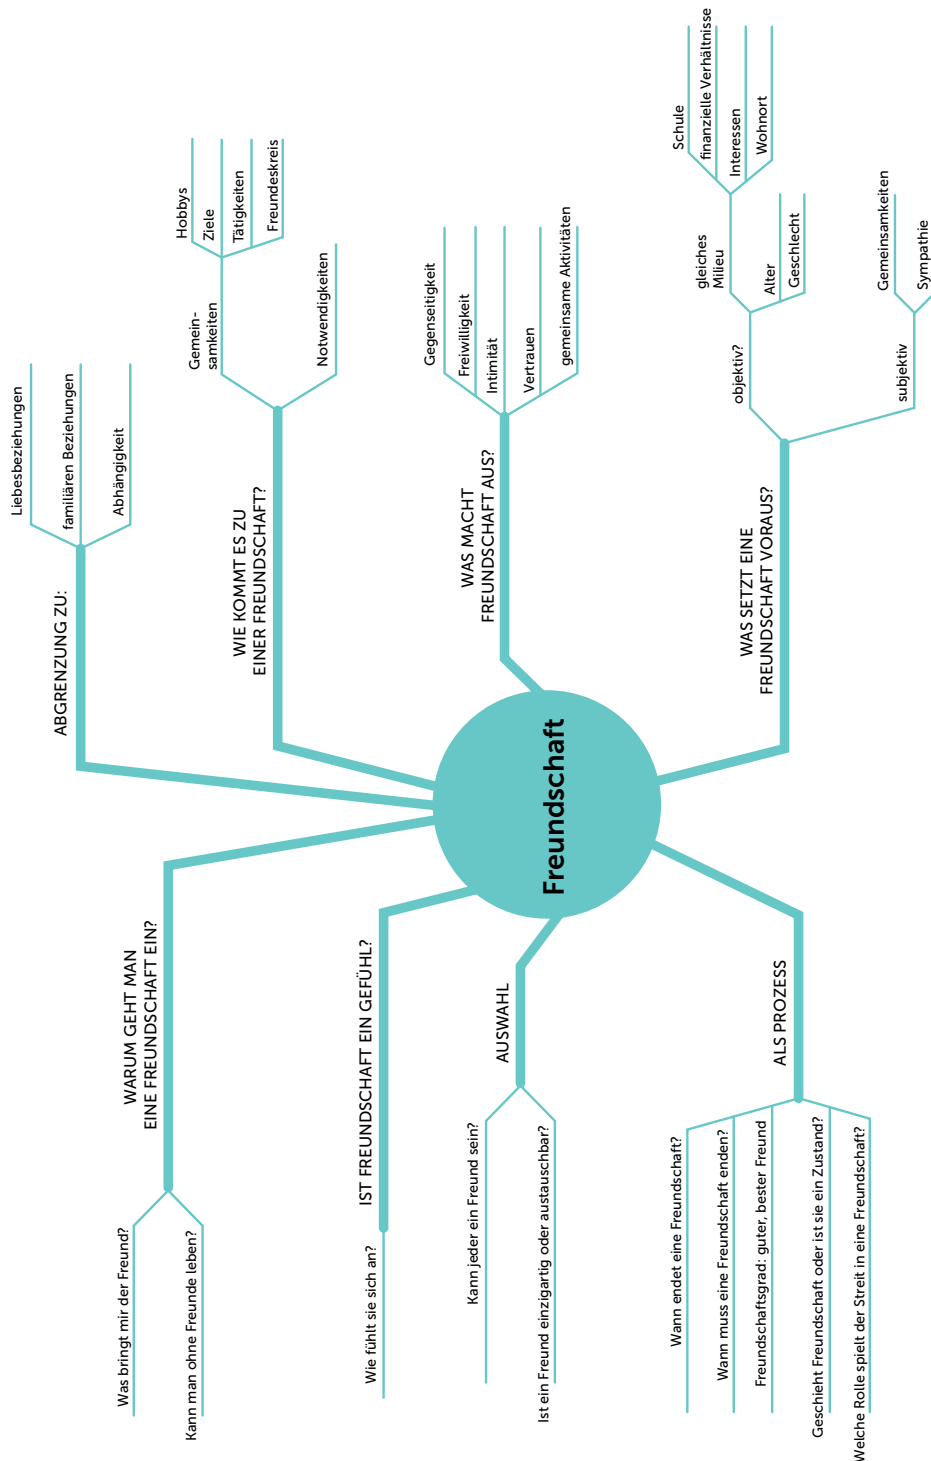 Freundschaft
WARUM GEHT MAN
EINE FREUNDSCHAFT EIN?
Was bringt mir der Freund?
Kann man ohne Freunde leben?
IST FREUNDSCHAFT EIN GEFÜHL?
Wie fühlt sie sich an?
AUSWAHL
Kann jeder ein Freund sein?
Ist ein Freund einzigartig oder austauschbar?
ALS PROZESS
Wann endet eine Freundschaft?
Wann muss eine Freundschaft enden?
Freundschaftsgrad: guter, bester Freund
Geschieht Freundschaft oder ist sie ein Zustand?
Welche Rolle spielt der Streit in eine Freundschaft?
ABGRENZUNG ZU:
Liebesbeziehungen
familiären Beziehungen
Abhängigkeit
WIE KOMMT ES ZU
EINER FREUNDSCHAFT?
Gemein-
samkeiten
Hobbys
Ziele
Tätigkeiten
Freundeskreis
Notwendigkeiten
WAS MACHT
FREUNDSCHAFT AUS?
Gegenseitigkeit
Freiwilligkeit
Intimität
Vertrauen
gemeinsame Aktivitäten
WAS SETZT EINE
FREUNDSCHAFT VORAUS?
objektiv?
gleiches
Milieu
Schule
finanzielle Verhältnisse
Interessen
Wohnort
Alter
Geschlecht
subjektiv
Gemeinsamkeiten
Sympathie